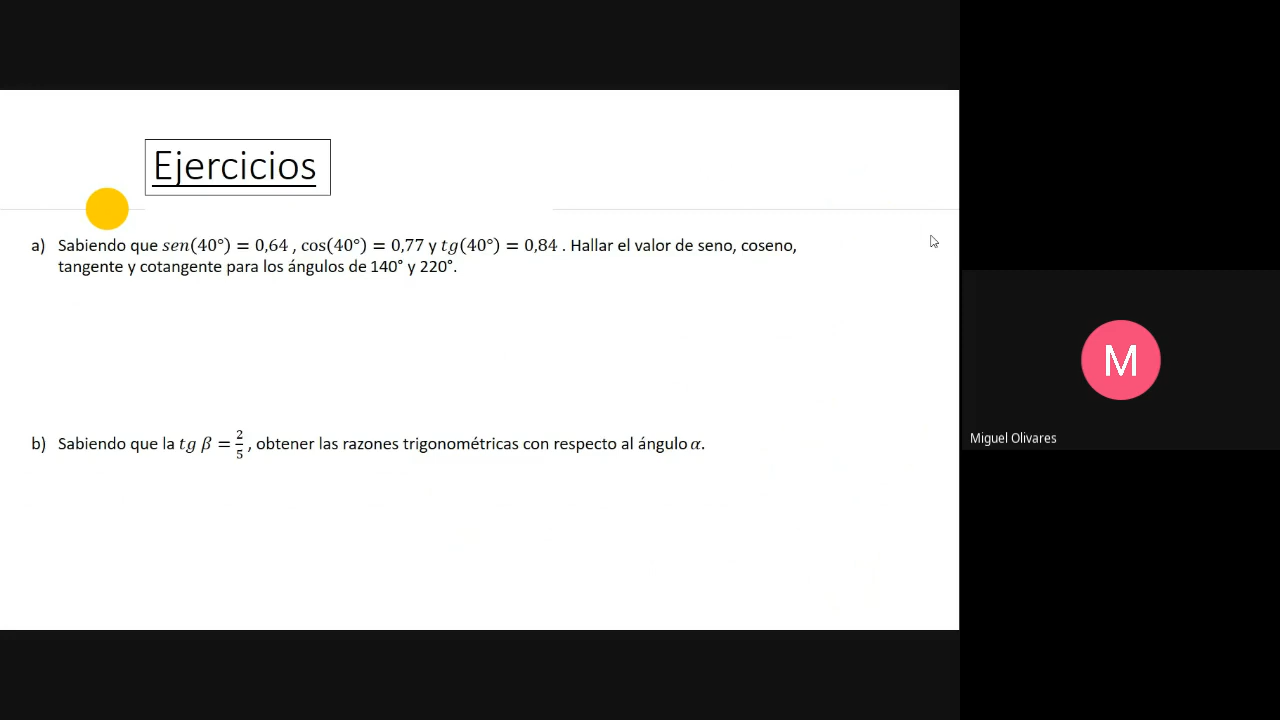 Ejercicios
a) Sabiendo que sen(40°) = 0,64 , cos(40°) = 0,77 y tg(40°) = 0,84 . Hallar el valor de seno, coseno,
tangente y cotangente para los ángulos de 140° y 220°.
M
Miguel Olivares
b) Sabiendo que la tg β = 2/5 , obtener las razones trigonométricas con respecto al ángulo α.